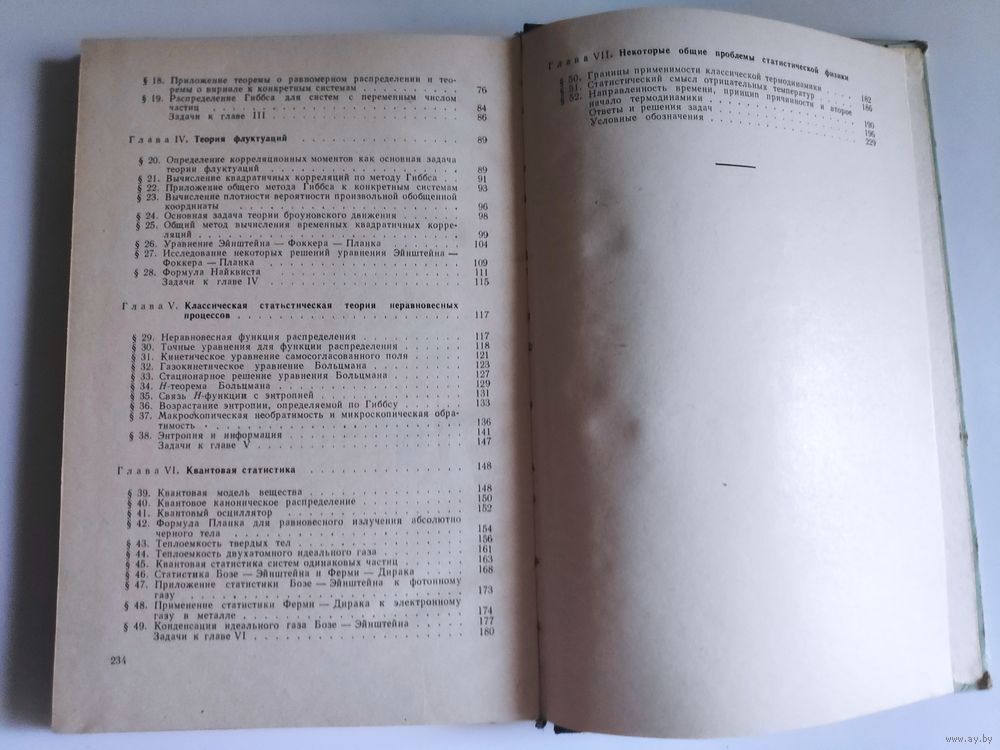 § 18. Приложение теоремы о равномерном распределении и тео-
ремы о вириале к конкретным системам . . . . . . . . . 76
§ 19. Распределение Гиббса для систем с переменным числом
частиц . . . . . . . . . . . . . . . . . . . . 84
Задачи к главе III . . . . . . . . . . . . . . . 86
Глава IV. Теория флуктуаций . . . . . . . . . . . . . 89
§ 20. Определение корреляционных моментов как основная задача
теории флуктуаций . . . . . . . . . . . . . . . 89
§ 21. Вычисление квадратичных корреляций по методу Гиббса . . 91
§ 22. Приложение общего метода Гиббса к конкретным системам 93
§ 23. Вычисление плотности вероятности произвольной обобщенной
координаты . . . . . . . . . . . . . . . . . . 96
§ 24. Основная задача теории броуновского движения . . . . . 98
§ 25. Общий метод вычисления временных квадратичных корре-
ляций . . . . . . . . . . . . . . . . . . . . 99
§ 26. Уравнение Эйнштейна — Фоккера — Планка . . . . . . 104
§ 27. Исследование некоторых решений уравнения Эйнштейна —
Фоккера — Планка . . . . . . . . . . . . . . . 109
§ 28. Формула Найквиста . . . . . . . . . . . . . . . 111
Задачи к главе IV . . . . . . . . . . . . . . . 115
Глава V. Классическая статистическая теория неравновесных
процессов . . . . . . . . . . . . . . . . . . . 117
§ 29. Неравновесная функция распределения . . . . . . . . 117
§ 30. Точные уравнения для функции распределения . . . . . 118
§ 31. Кинетическое уравнение самосогласованного поля . . . . 121
§ 32. Газокинетическое уравнение Больцмана . . . . . . . . 123
§ 33. Стационарное решение уравнения Больцмана . . . . . . 127
§ 34. H-теорема Больцмана . . . . . . . . . . . . . . 129
§ 35. Связь H-функции с энтропией . . . . . . . . . . . 131
§ 36. Возрастание энтропии, определяемой по Гиббсу . . . . . 133
§ 37. Макроскопическая необратимость и микроскопическая обра-
тимость . . . . . . . . . . . . . . . . . . . 136
§ 38. Энтропия и информация . . . . . . . . . . . . . 141
Задачи к главе V . . . . . . . . . . . . . . . 147
Глава VI. Квантовая статистика . . . . . . . . . . . . 148
§ 39. Квантовая модель вещества . . . . . . . . . . . . 148
§ 40. Квантовое каноническое распределение . . . . . . . . 150
§ 41. Квантовый осциллятор . . . . . . . . . . . . . . 152
§ 42. Формула Планка для равновесного излучения абсолютно
черного тела . . . . . . . . . . . . . . . . . 154
§ 43. Теплоемкость твердых тел . . . . . . . . . . . . . 156
§ 44. Теплоемкость двухатомного идеального газа . . . . . . 161
§ 45. Квантовая статистика систем одинаковых частиц . . . . . 163
§ 46. Статистика Бозе — Эйнштейна и Ферми — Дирака . . . . 168
§ 47. Приложение статистики Бозе — Эйнштейна к фотонному
газу . . . . . . . . . . . . . . . . . . . . 173
§ 48. Применение статистики Ферми — Дирака к электронному
газу в металле . . . . . . . . . . . . . . . . 174
§ 49. Конденсация идеального газа Бозе — Эйнштейна . . . . 177
Задачи к главе VI . . . . . . . . . . . . . . . 180
234
Глава VII. Некоторые общие проблемы статистической физики
§ 50. Границы применимости классической термодинамики . . . 182
§ 51. Статистический смысл отрицательных температур . . . . 186
§ 52. Направленность времени, принцип причинности и второе
начало термодинамики . . . . . . . . . . . . . . 190
Ответы и решения задач . . . . . . . . . . . . . 196
Условные обозначения . . . . . . . . . . . . . . 229
www.ay.by